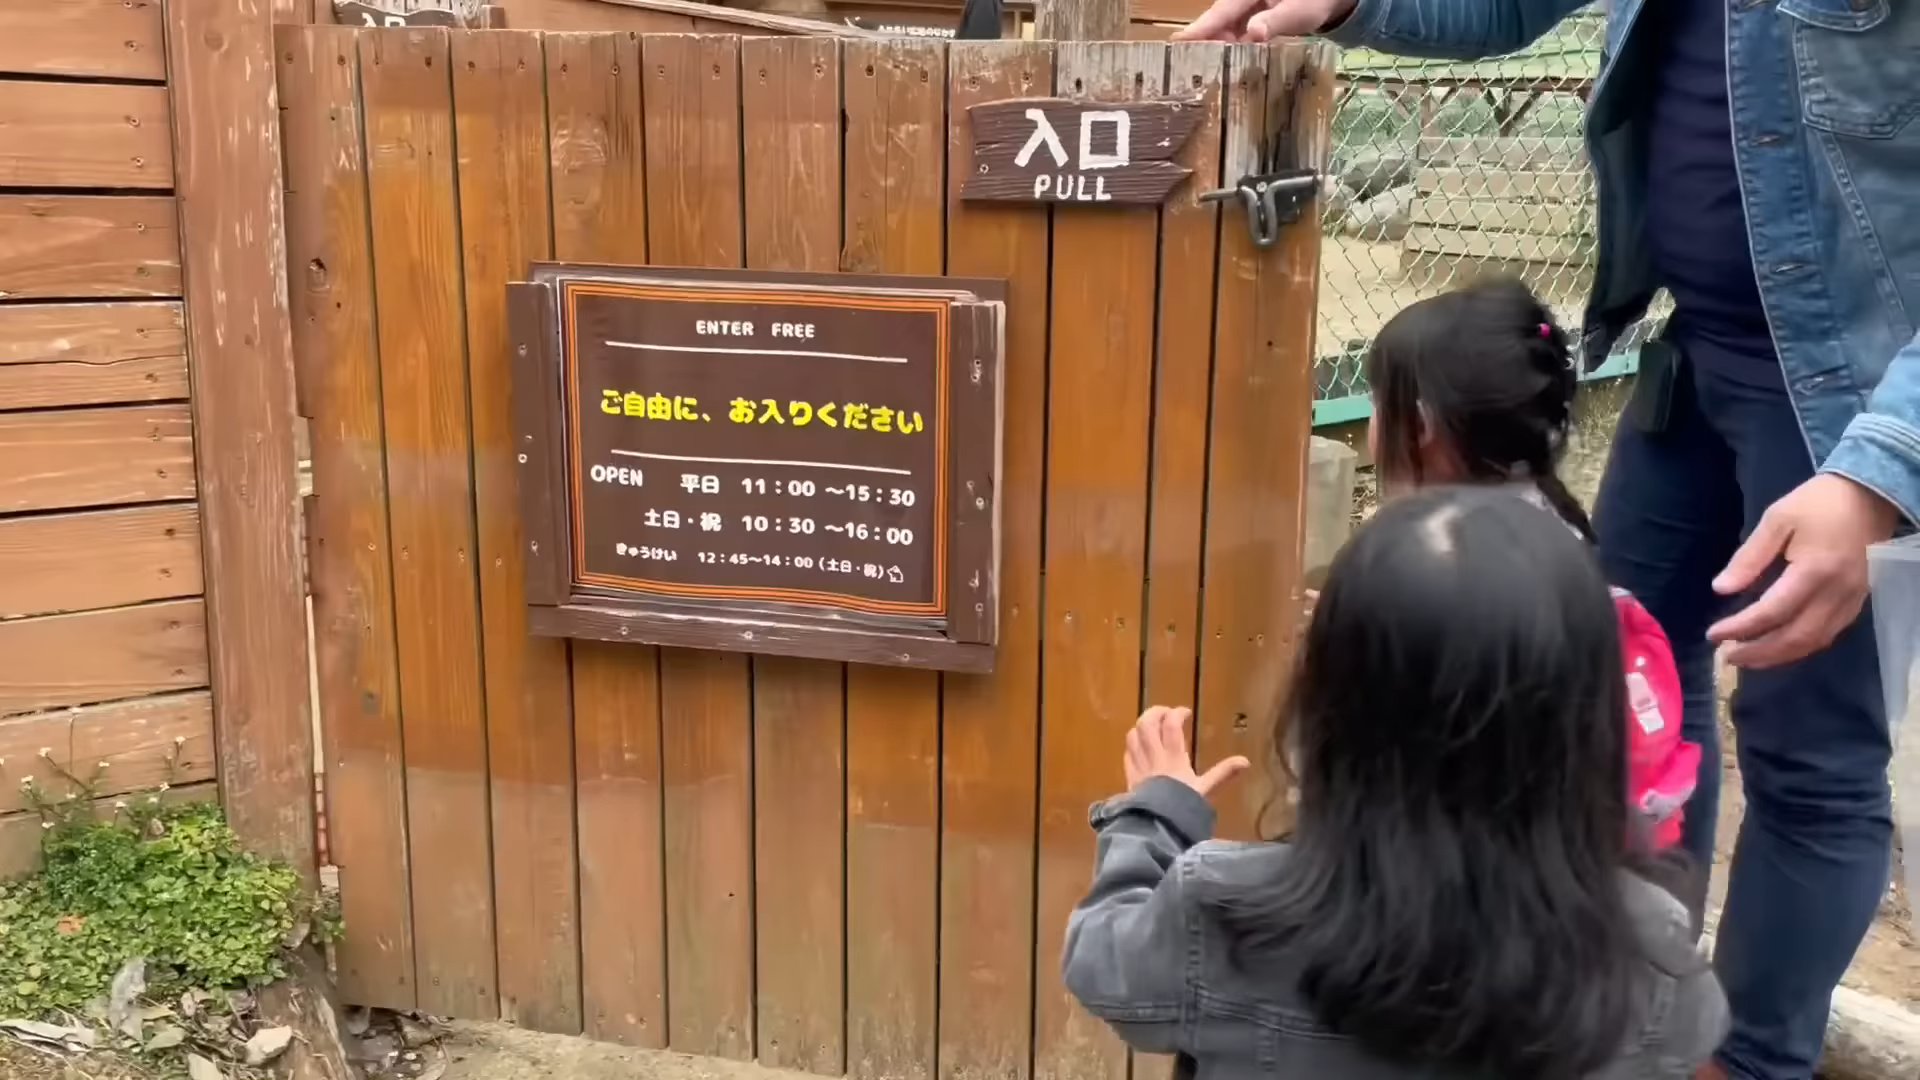 入口
入口
PULL
ENTER FREE
ご自由に、お入りください
OPEN 平日 11:00 ～15:30
土日・祝 10:30 ～16:00
きゅうけい 12:45～14:00(土日・祝)